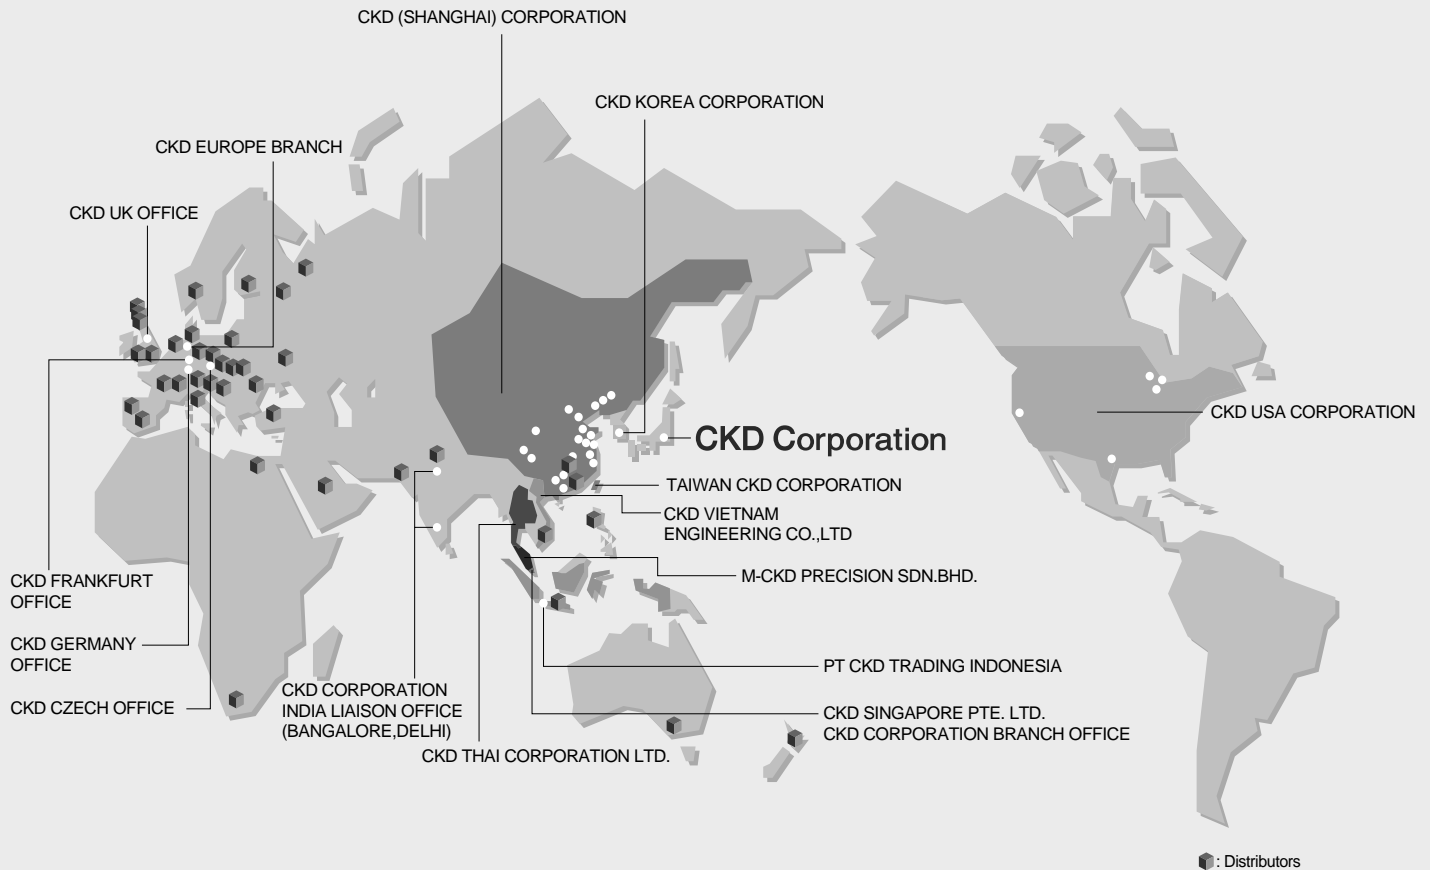 CKD (SHANGHAI) CORPORATION
CKD KOREA CORPORATION
CKD EUROPE BRANCH
CKD UK OFFICE
CKD USA CORPORATION
CKD Corporation
TAIWAN CKD CORPORATION
CKD VIETNAM
ENGINEERING CO.,LTD
M-CKD PRECISION SDN.BHD.
CKD FRANKFURT
OFFICE
CKD GERMANY
OFFICE
CKD CZECH OFFICE
CKD CORPORATION
INDIA LIAISON OFFICE
(BANGALORE,DELHI)
CKD THAI CORPORATION LTD.
PT CKD TRADING INDONESIA
CKD SINGAPORE PTE. LTD.
CKD CORPORATION BRANCH OFFICE
: Distributors